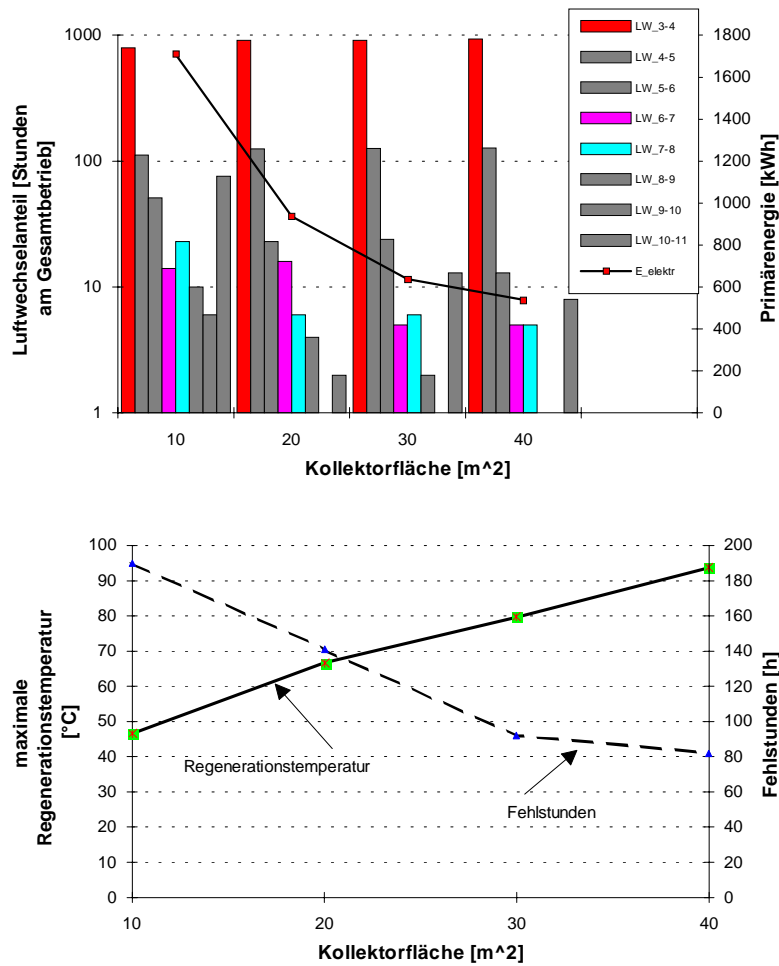 1000
100
10
1
Luftwechselanteil [Stunden
am Gesamtbetrieb]
10
20
30
40
Kollektorfläche [m^2]
LW_3-4
LW_4-5
LW_5-6
LW_6-7
LW_7-8
LW_8-9
LW_9-10
LW_10-11
E_elektr
1800
1600
1400
1200
1000
800
600
400
200
0
Primärenergie [kWh]
100
90
80
70
60
50
40
30
20
10
0
maximale
Regenerationstemperatur
[°C]
Regenerationstemperatur
Fehlstunden
200
180
160
140
120
100
80
60
40
20
0
Fehlstunden [h]
10
20
30
40
Kollektorfläche [m^2]